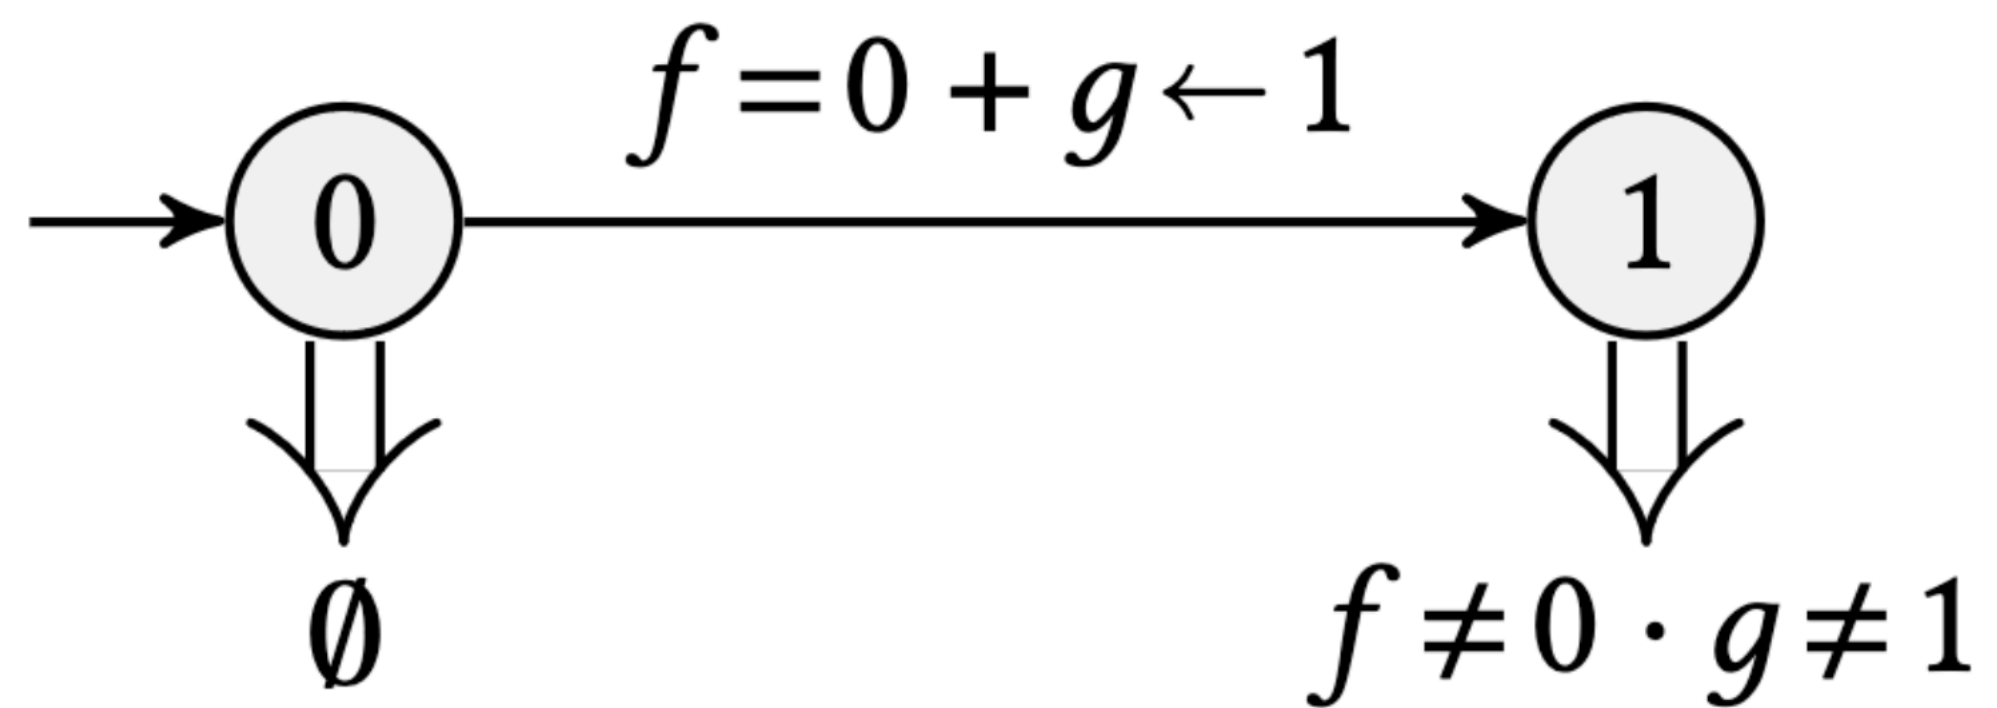 f = 0 + g ← 1
0 1
∅ f ≠ 0 · g ≠ 1